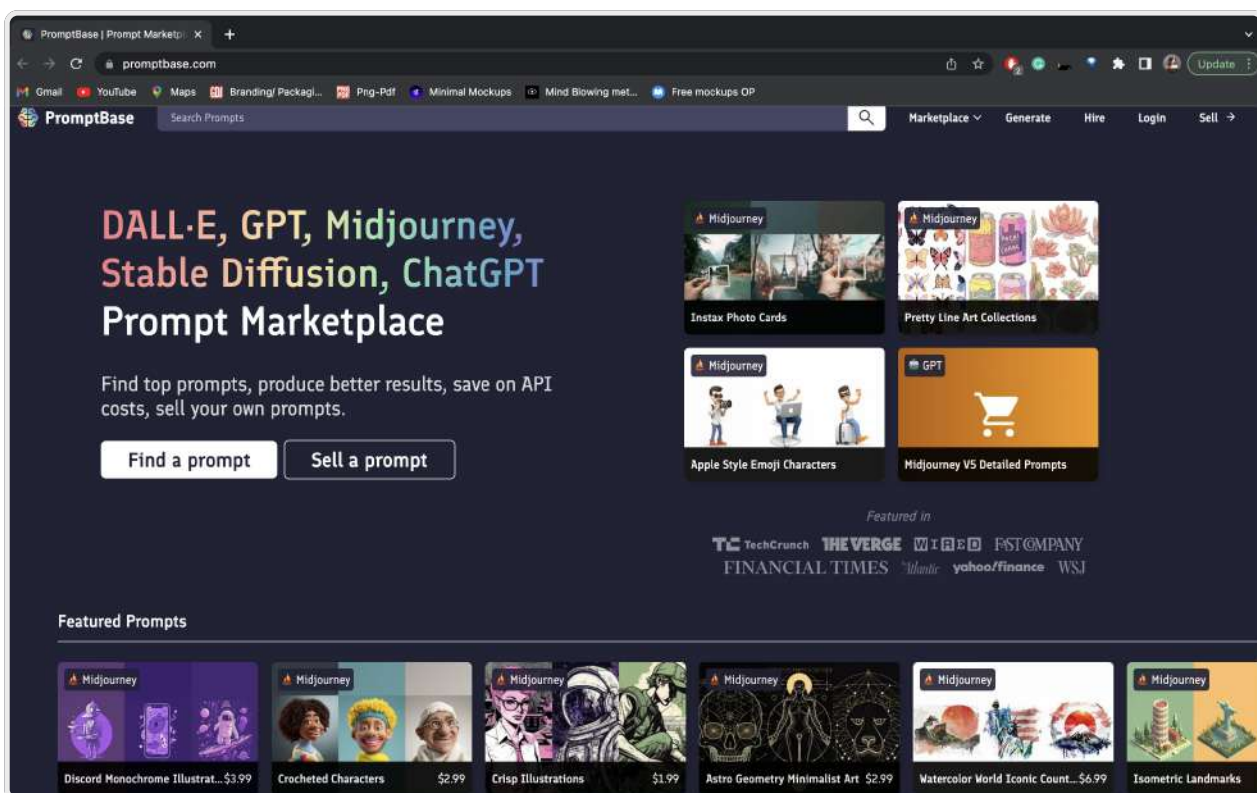 PromptBase | Prompt Marketp
promptbase.com
2
Update
Gmail
YouTube
Maps
Branding/ Packagi...
Png-Pdf
Minimal Mockups
Mind Blowing met...
Free mockups OP
PromptBase
Search Prompts
Marketplace
Generate
Hire
Login
Sell →
DALL·E, GPT, Midjourney,
Stable Diffusion, ChatGPT
Prompt Marketplace
Find top prompts, produce better results, save on API
costs, sell your own prompts.
Find a prompt
Sell a prompt
Midjourney
Instax Photo Cards
Midjourney
Pretty Line Art Collections
Midjourney
Apple Style Emoji Characters
GPT
Midjourney V5 Detailed Prompts
Featured in
TechCrunch THE VERGE WIRED FAST COMPANY
FINANCIAL TIMES The Atlantic yahoo/finance WSJ
Featured Prompts
Midjourney
Discord Monochrome Illustrat... $3.99
Midjourney
Crocheted Characters $2.99
Midjourney
Crisp Illustrations $1.99
Midjourney
Astro Geometry Minimalist Art $2.99
Midjourney
Watercolor World Iconic Count... $6.99
Midjourney
Isometric Landmarks